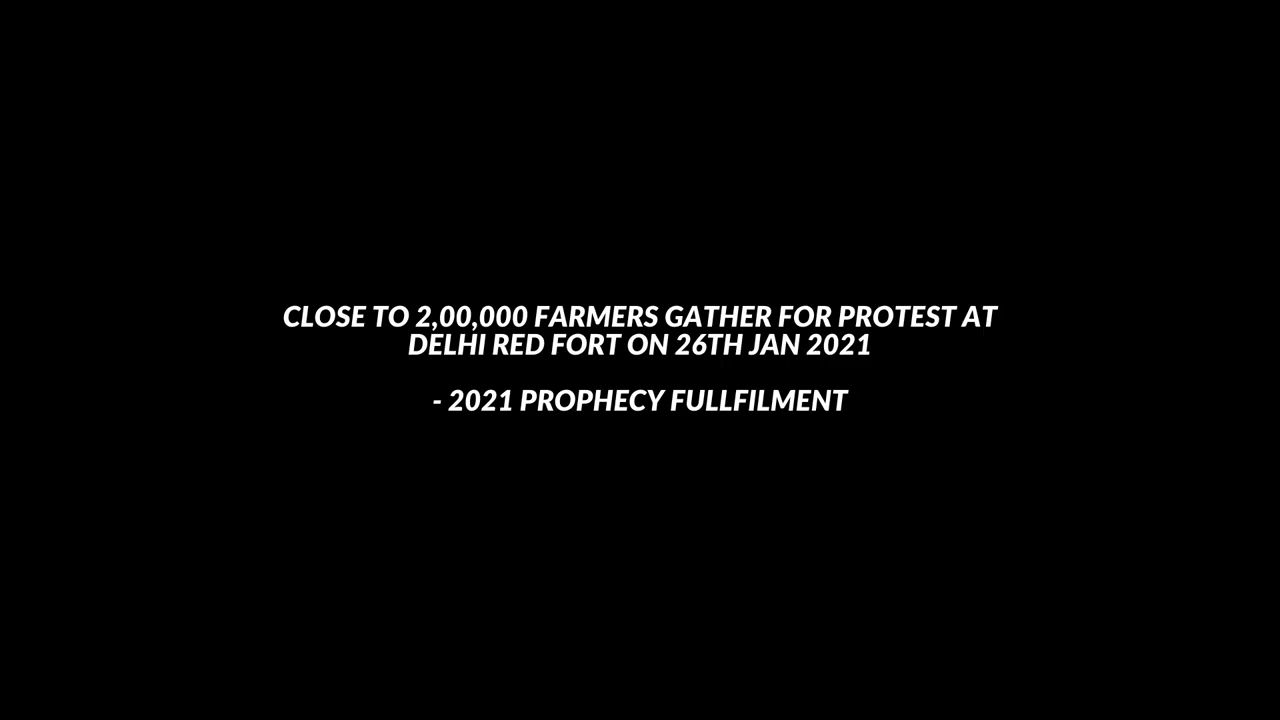 CLOSE TO 2,00,000 FARMERS GATHER FOR PROTEST AT
DELHI RED FORT ON 26TH JAN 2021
- 2021 PROPHECY FULLFILMENT